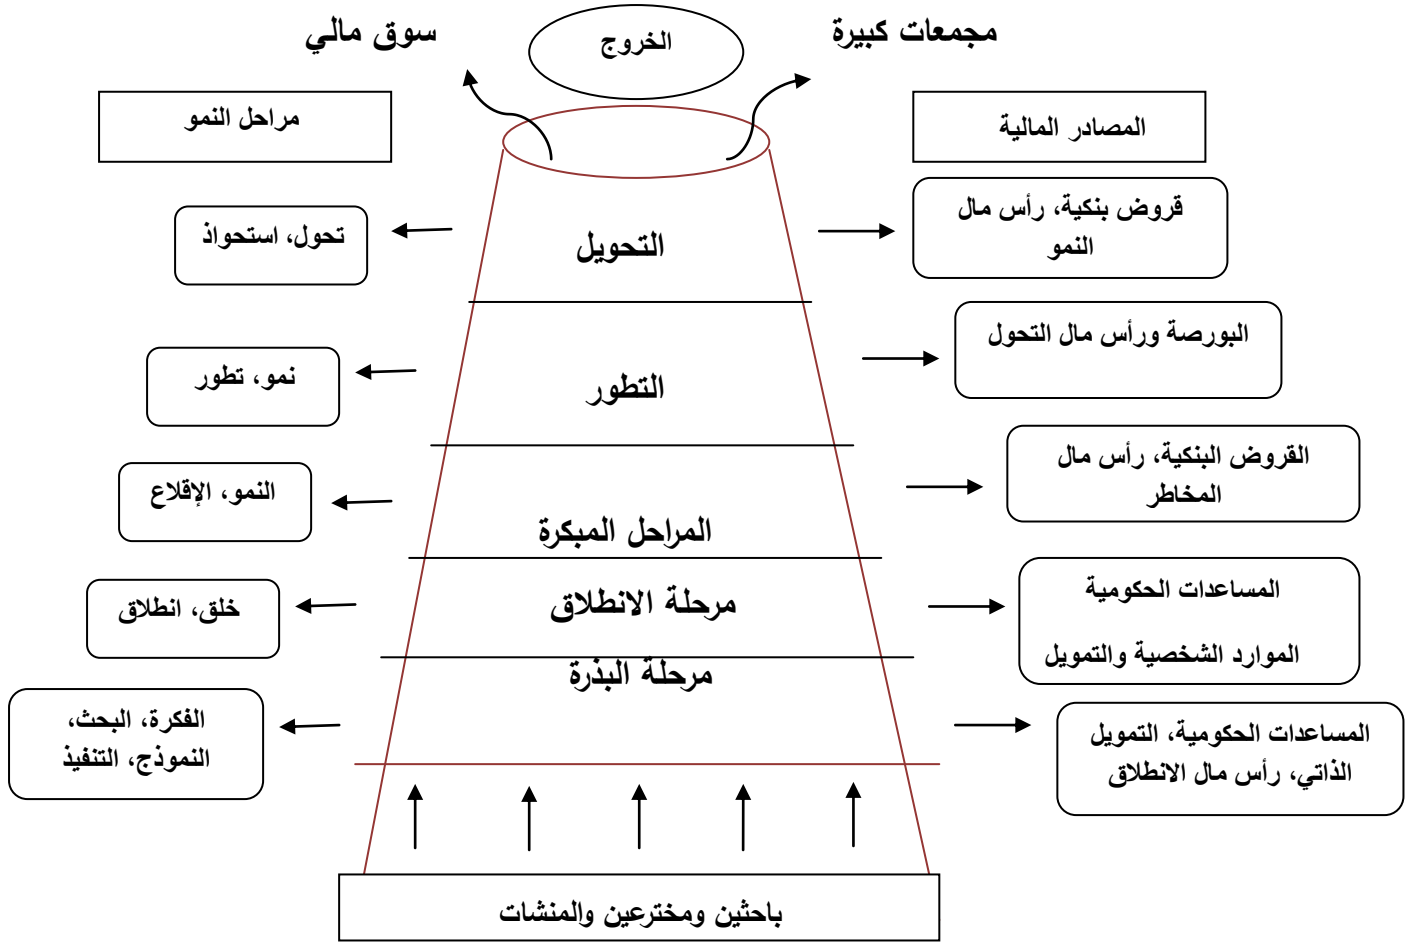 مجمعات كبيرة
الخروج
سوق مالي
المصادر المالية
مراحل النمو
قروض بنكية، رأس مال
النمو
التحويل
تحول، استحواذ
البورصة ورأس مال التحول
التطور
نمو، تطور
القروض البنكية، رأس مال
المخاطر
المراحل المبكرة
النمو، الإقلاع
المساعدات الحكومية
الموارد الشخصية والتمويل
مرحلة الانطلاق
خلق، انطلاق
المساعدات الحكومية، التمويل
الذاتي، رأس مال الانطلاق
مرحلة البذرة
الفكرة، البحث،
النموذج، التنفيذ
باحثين ومخترعين والمنشات